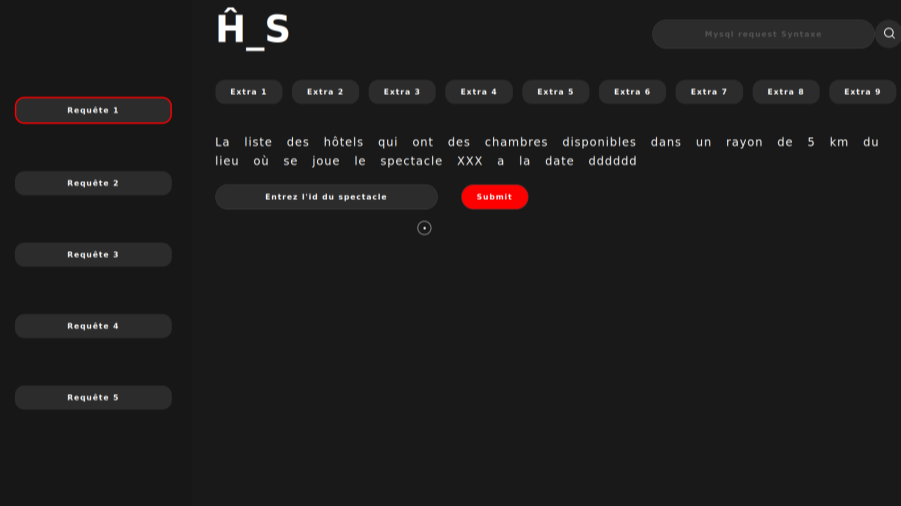 Ĥ_S
Mysql request Syntaxe
Extra 1 Extra 2 Extra 3 Extra 4 Extra 5 Extra 6 Extra 7 Extra 8 Extra 9
Requête 1
Requête 2
Requête 3
Requête 4
Requête 5
La liste des hôtels qui ont des chambres disponibles dans un rayon de 5 km du
lieu où se joue le spectacle XXX a la date dddddd
Entrez l'id du spectacle
Submit